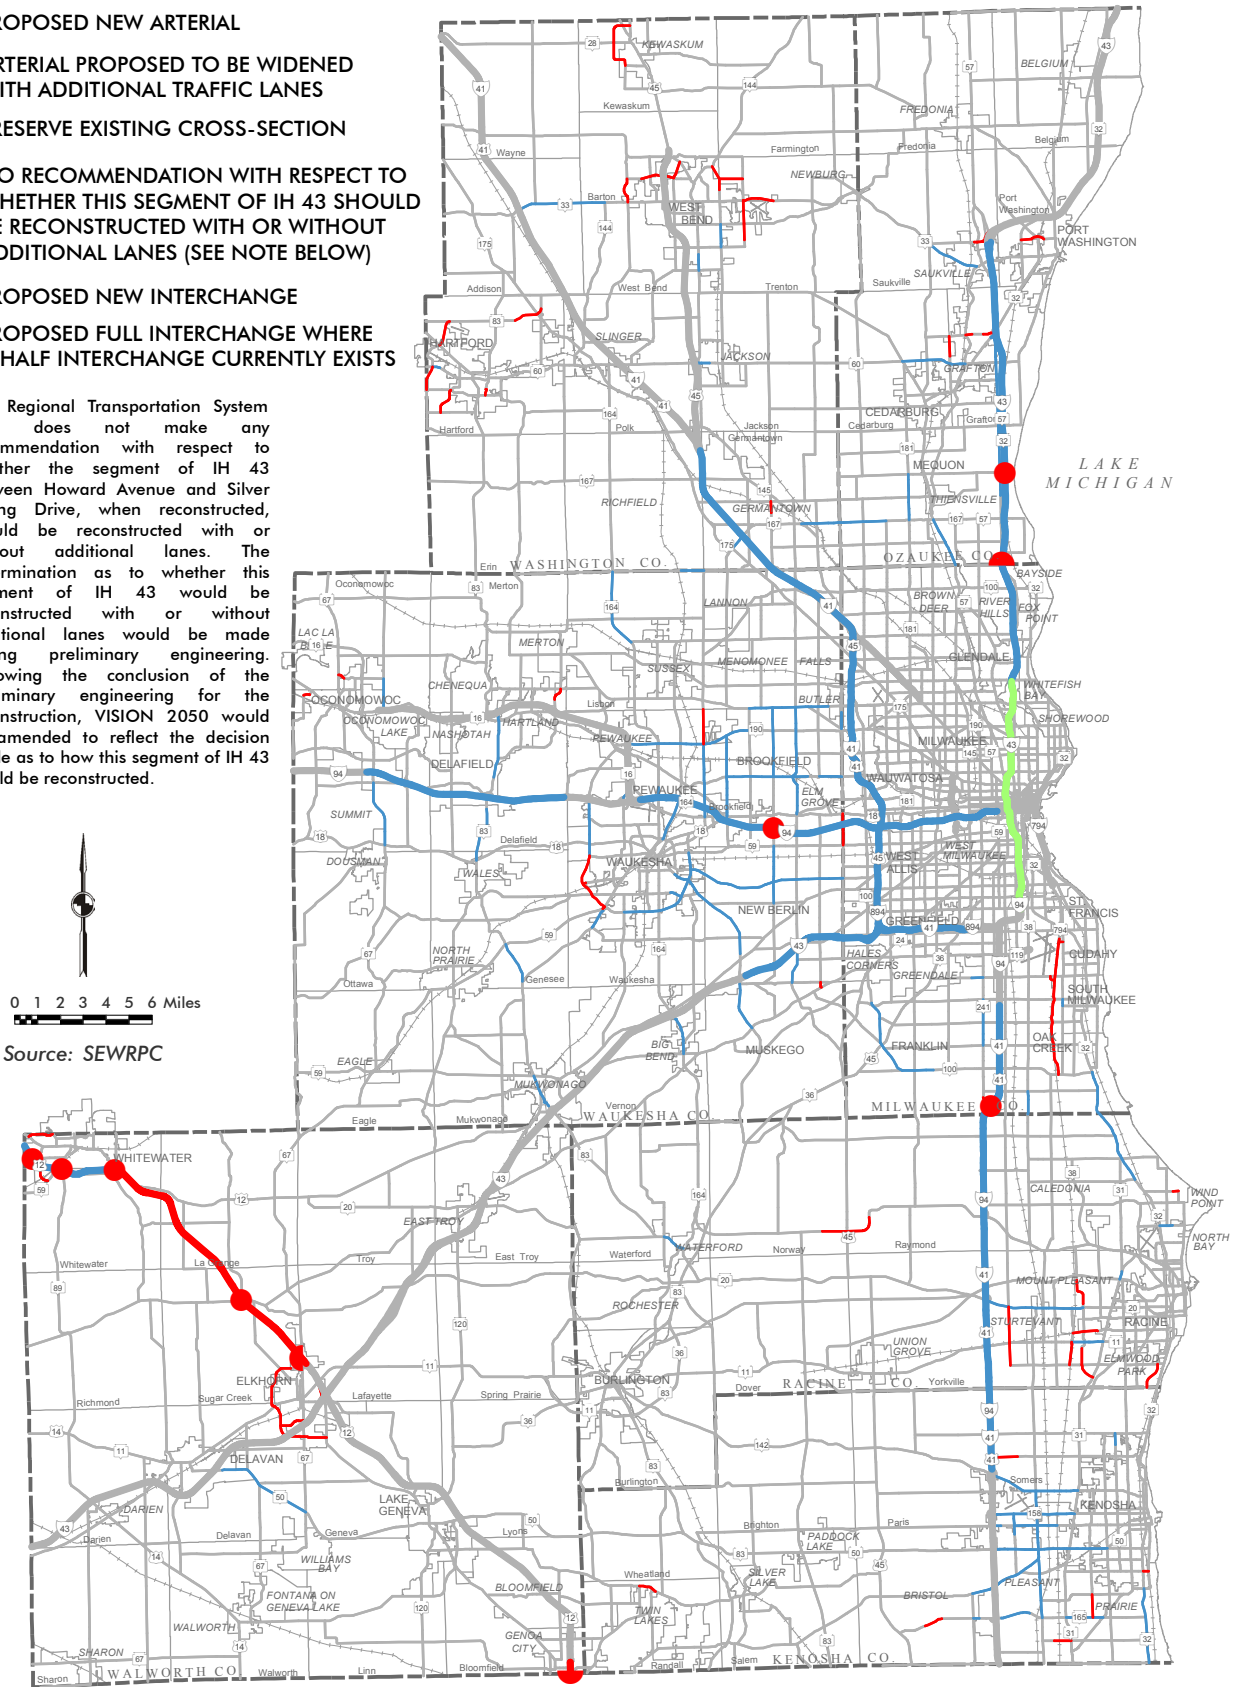 ROPOSED NEW ARTERIAL
RTERIAL PROPOSED TO BE WIDENED
ITH ADDITIONAL TRAFFIC LANES
RESERVE EXISTING CROSS-SECTION
O RECOMMENDATION WITH RESPECT TO
HETHER THIS SEGMENT OF IH 43 SHOULD
E RECONSTRUCTED WITH OR WITHOUT
DDITIONAL LANES (SEE NOTE BELOW)
ROPOSED NEW INTERCHANGE
ROPOSED FULL INTERCHANGE WHERE
HALF INTERCHANGE CURRENTLY EXISTS
Regional Transportation System
does not make any
mmendation with respect to
ther the segment of IH 43
ween Howard Avenue and Silver
ng Drive, when reconstructed,
uld be reconstructed with or
out additional lanes. The
rmination as to whether this
ment of IH 43 would be
onstructed with or without
tional lanes would be made
ng preliminary engineering.
owing the conclusion of the
iminary engineering for the
nstruction, VISION 2050 would
amended to reflect the decision
de as to how this segment of IH 43
uld be reconstructed.
0 1 2 3 4 5 6 Miles
Source: SEWRPC
LAKE
MICHIGAN
KEWASKUM
Kewaskum
Wayne
Barton
Farmington
NEWBURG
WEST
BEND
Addison
West Bend
Trenton
HARTFORD
SLINGER
JACKSON
Hartford
Polk
Jackson
Germantown
RICHFIELD
GERMANTOWN
Erin
WASHINGTON CO.
BELGIUM
FREDONIA
Fredonia
Belgium
Port
Washington
PORT
WASHINGTON
SAUKVILLE
Saukville
GRAFTON
CEDARBURG
Cedarburg
Grafton
MEQUON
THIENSVILLE
OZAUKEE CO.
BAYSIDE
BROWN
DEER
RIVER
HILLS
FOX
POINT
GLENDALE
WHITEFISH
BAY
SHOREWOOD
MILWAUKEE
WAUWATOSA
WEST
MILWAUKEE
WEST
ALLIS
ST.
FRANCIS
GREENFIELD
CUDAHY
HALES
CORNERS
GREENDALE
SOUTH
MILWAUKEE
FRANKLIN
OAK
CREEK
MILWAUKEE CO.
Oconomowoc
Merton
LANNON
LAC LA
MERTON
SUSSEX
MENOMONEE FALLS
CHENEQUA
OCONOMOWOC
OCONOMOWOC
LAKE
NASHOTAH
HARTLAND
Lisbon
BUTLER
PEWAUKEE
DELAFIELD
PEWAUKEE
BROOKFIELD
Brookfield
ELM
GROVE
SUMMIT
Delafield
DOUSMAN
WALES
WAUKESHA
NEW BERLIN
NORTH
PRAIRIE
Ottawa
Genesee
Waukesha
EAGLE
BIG
BEND
MUSKEGO
MUKWONAGO
Eagle
Mukwonago
Vernon
WAUKESHA CO.
WHITEWATER
EAST TROY
Whitewater
La Grange
Troy
East Troy
ELKHORN
Richmond
Sugar Creek
Lafayette
Spring Prairie
DELAVAN
LAKE
GENEVA
DARIEN
Darien
Delavan
Geneva
Lyons
WILLIAMS
BAY
FONTANA ON
GENEVA LAKE
BLOOMFIELD
WALWORTH
GENOA
CITY
SHARON
Sharon
WALWORTH CO.
Walworth
Linn
Bloomfield
CALEDONIA
WIND
POINT
NORTH
BAY
Waterford
WATERFORD
Norway
Raymond
ROCHESTER
MOUNT PLEASANT
STURTEVANT
RACINE
UNION
GROVE
ELMWOOD
PARK
BURLINGTON
Dover
RACINE CO.
Yorkville
Burlington
Somers
KENOSHA
Brighton
Paris
PADDOCK
LAKE
Wheatland
SILVER
LAKE
BRISTOL
PLEASANT
PRAIRIE
TWIN
LAKES
Randall
Salem
KENOSHA CO.